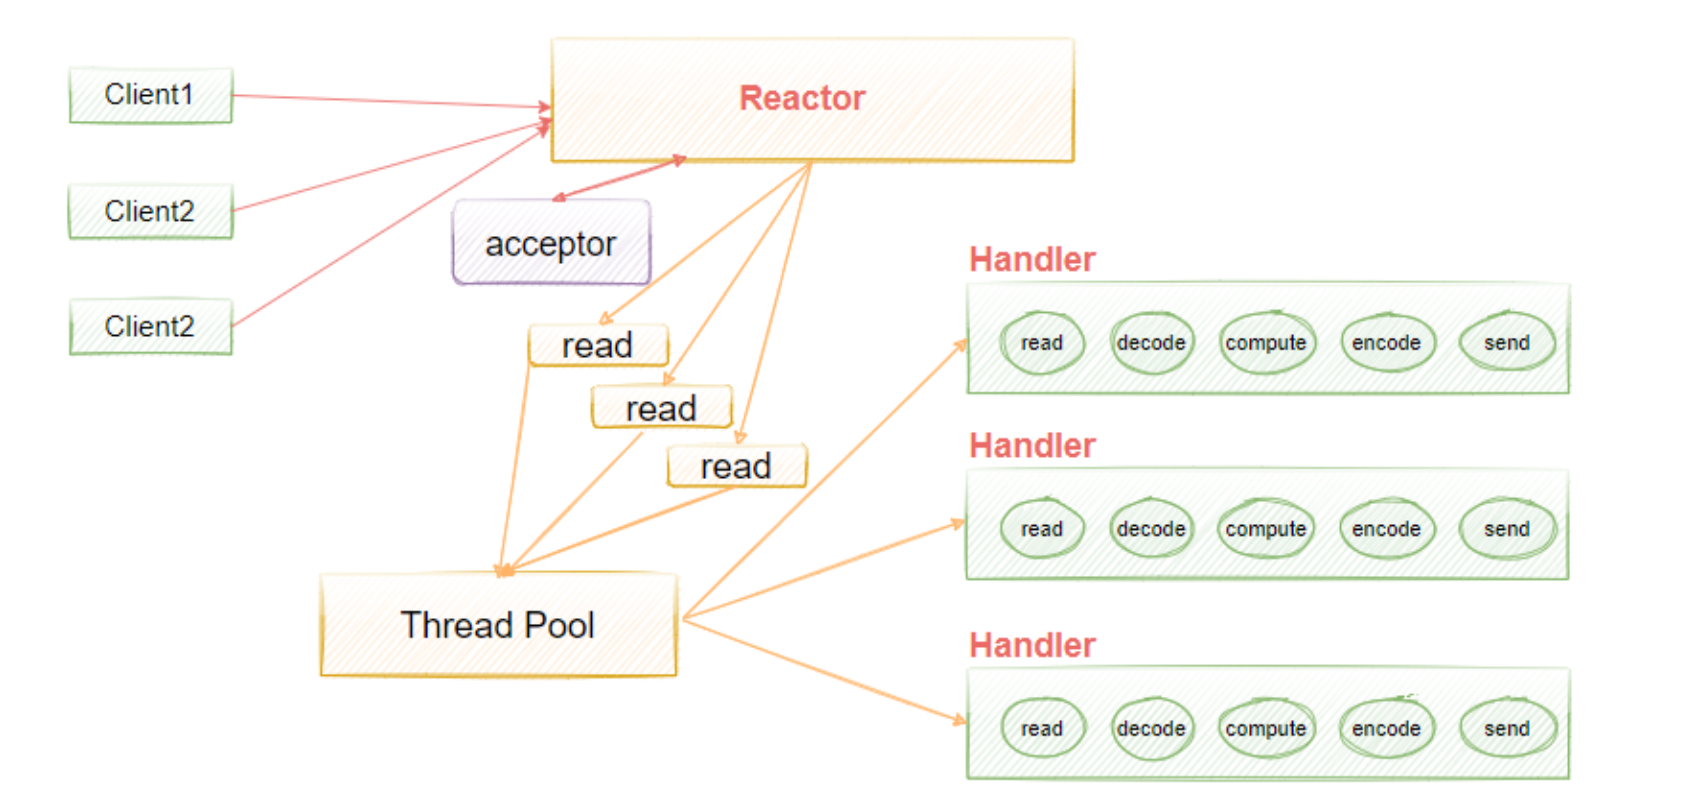 Client1
Client2
Client2
Reactor
acceptor
read
read
read
Thread Pool
Handler
read decode compute encode send
Handler
read decode compute encode send
Handler
read decode compute encode send